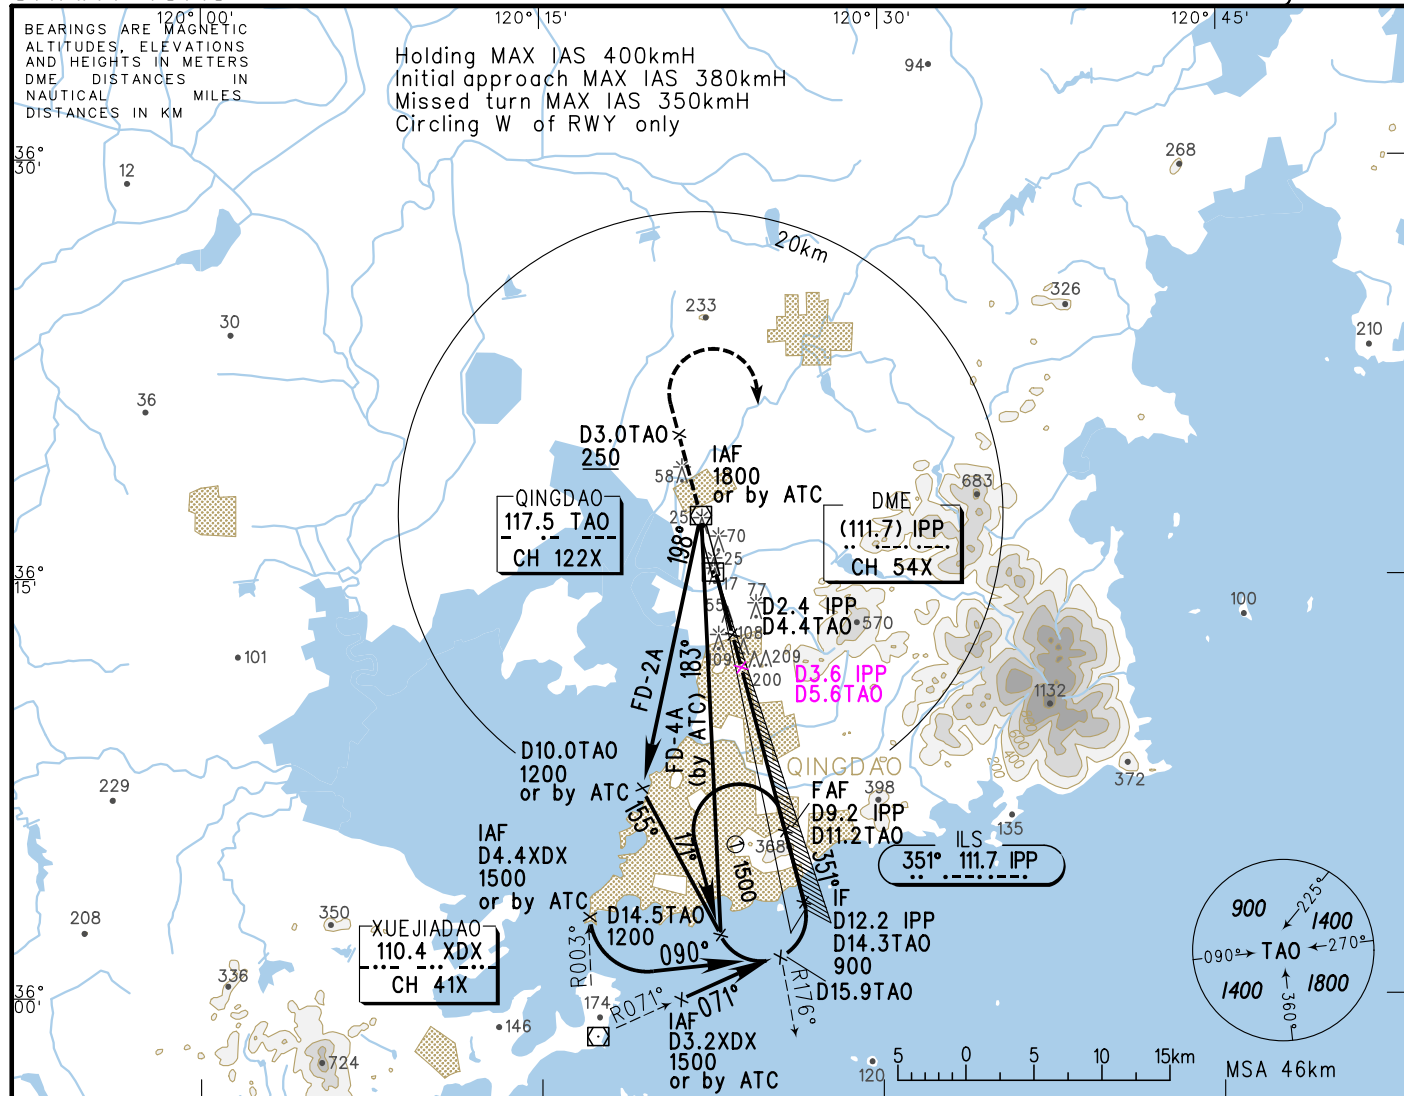 120°00'
120°15'
120°30'
120°45'
BEARINGS ARE MAGNETIC
ALTITUDES, ELEVATIONS
AND HEIGHTS IN METERS
DME DISTANCES IN
NAUTICAL MILES
DISTANCES IN KM
Holding MAX IAS 400kmH
Initial approach MAX IAS 380kmH
Missed turn MAX IAS 350kmH
Circling W of RWY only
94
36°
30'
12
268
20km
326
233
30
210
36
D3.0TAO
250
58
IAF
1800
or by ATC
683
QINGDAO
117.5 TAO
CH 122X
DME
(111.7) IPP
CH 54X
25
198°
70
25
17
36°
15'
77
55
D2.4 IPP
D4.4TAO
108
570
100
101
109
209
200
D3.6 IPP
D5.6TAO
FD-2A
FD-4A
(by ATC)
183°
1132
600
400
200
D10.0TAO
1200
or by ATC
QINGDAO
372
229
398
135
FAF
D9.2 IPP
D11.2TAO
155°
171°
1500
368
351°
ILS
351° 111.7 IPP
IAF
D4.4XDX
1500
or by ATC
IF
D12.2 IPP
D14.3TAO
900
D14.5TAO
1200
208
350
XUEJIADAO
110.4 XDX
CH 41X
R003°
090°
D15.9TAO
R176°
900
225°
1400
090°
TAO
270°
1400
1800
360°
336
36°
00'
174
R071°
071°
146
IAF
D3.2XDX
1500
or by ATC
724
120
5 0 5 10 15km
MSA 46km